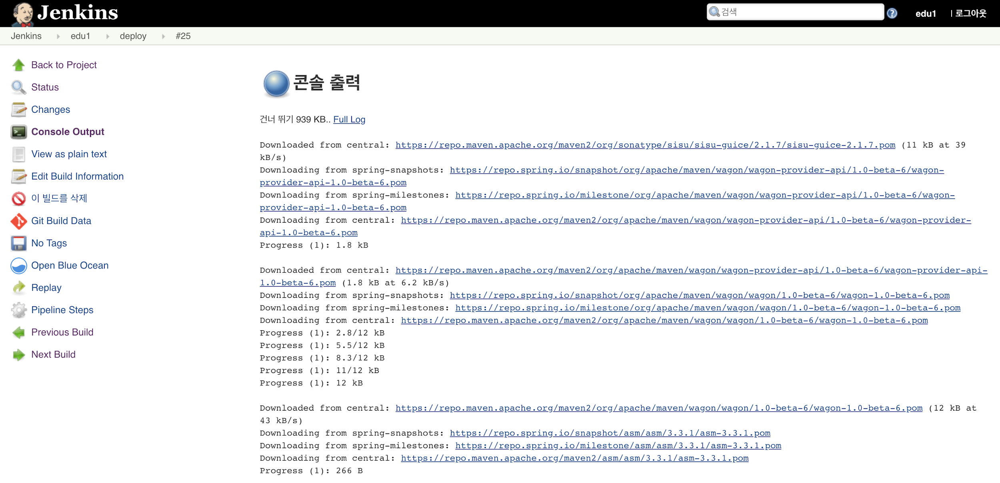 Jenkins
검색
edu1
| 로그아웃
Jenkins
edu1
deploy
#25
Back to Project
Status
Changes
Console Output
View as plain text
Edit Build Information
이 빌드를 삭제
Git Build Data
No Tags
Open Blue Ocean
Replay
Pipeline Steps
Previous Build
Next Build
콘솔 출력
건너 뛰기 939 KB.. Full Log
Downloaded from central: https://repo.maven.apache.org/maven2/org/sonatype/sisu/sisu-guice/2.1.7/sisu-guice-2.1.7.pom (11 kB at 39
kB/s)
Downloading from spring-snapshots: https://repo.spring.io/snapshot/org/apache/maven/wagon/wagon-provider-api/1.0-beta-6/wagon-
provider-api-1.0-beta-6.pom
Downloading from spring-milestones: https://repo.spring.io/milestone/org/apache/maven/wagon/wagon-provider-api/1.0-beta-6/wagon-
provider-api-1.0-beta-6.pom
Downloading from central: https://repo.maven.apache.org/maven2/org/apache/maven/wagon/wagon-provider-api/1.0-beta-6/wagon-provider-
api-1.0-beta-6.pom
Progress (1): 1.8 kB
Downloaded from central: https://repo.maven.apache.org/maven2/org/apache/maven/wagon/wagon-provider-api/1.0-beta-6/wagon-provider-api-
1.0-beta-6.pom (1.8 kB at 6.2 kB/s)
Downloading from spring-snapshots: https://repo.spring.io/snapshot/org/apache/maven/wagon/wagon/1.0-beta-6/wagon-1.0-beta-6.pom
Downloading from spring-milestones: https://repo.spring.io/milestone/org/apache/maven/wagon/wagon/1.0-beta-6/wagon-1.0-beta-6.pom
Downloading from central: https://repo.maven.apache.org/maven2/org/apache/maven/wagon/wagon/1.0-beta-6/wagon-1.0-beta-6.pom
Progress (1): 2.8/12 kB
Progress (1): 5.5/12 kB
Progress (1): 8.3/12 kB
Progress (1): 11/12 kB
Progress (1): 12 kB
Downloaded from central: https://repo.maven.apache.org/maven2/org/apache/maven/wagon/wagon/1.0-beta-6/wagon-1.0-beta-6.pom (12 kB at
43 kB/s)
Downloading from spring-snapshots: https://repo.spring.io/snapshot/asm/asm/3.3.1/asm-3.3.1.pom
Downloading from spring-milestones: https://repo.spring.io/milestone/asm/asm/3.3.1/asm-3.3.1.pom
Downloading from central: https://repo.maven.apache.org/maven2/asm/asm/3.3.1/asm-3.3.1.pom
Progress (1): 266 B